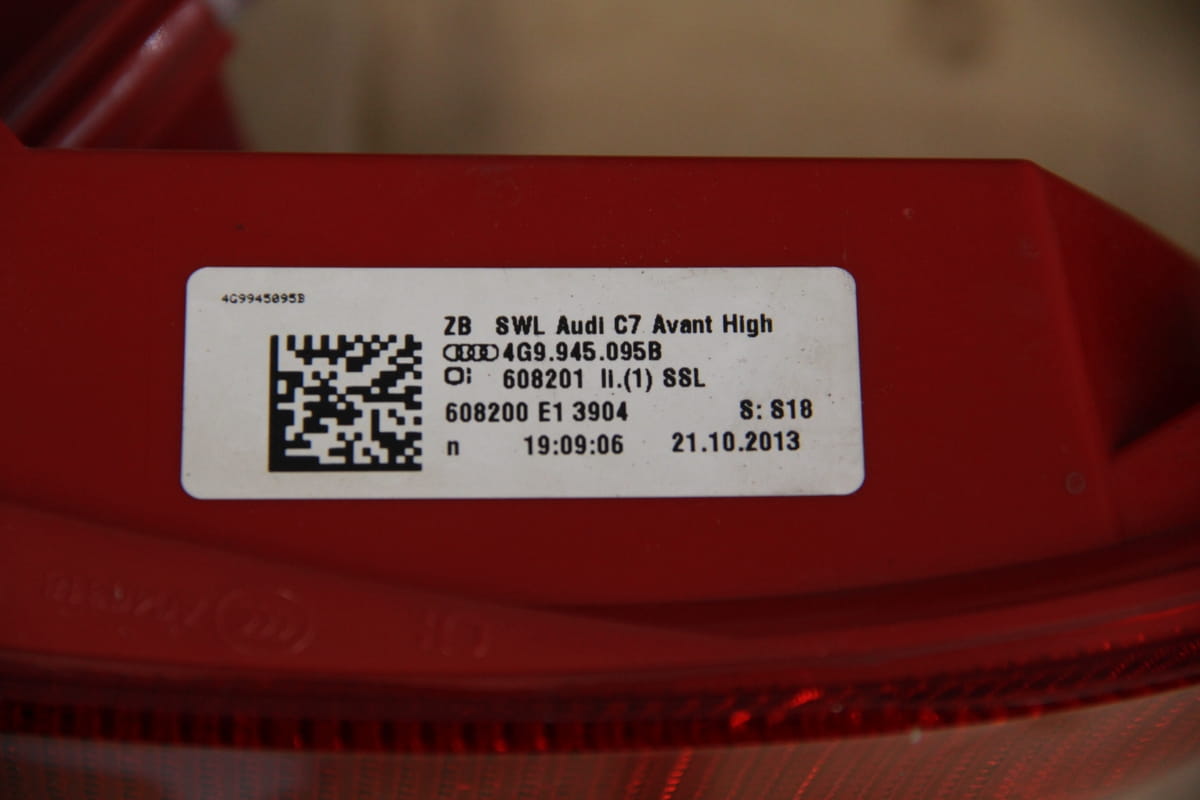 4G9945095B
ZB SWL Audi C7 Avant High
4G9.945.095B
608201 li.(1) SSL
608200 E1 3904 S: S18
n 19:09:06 21.10.2013